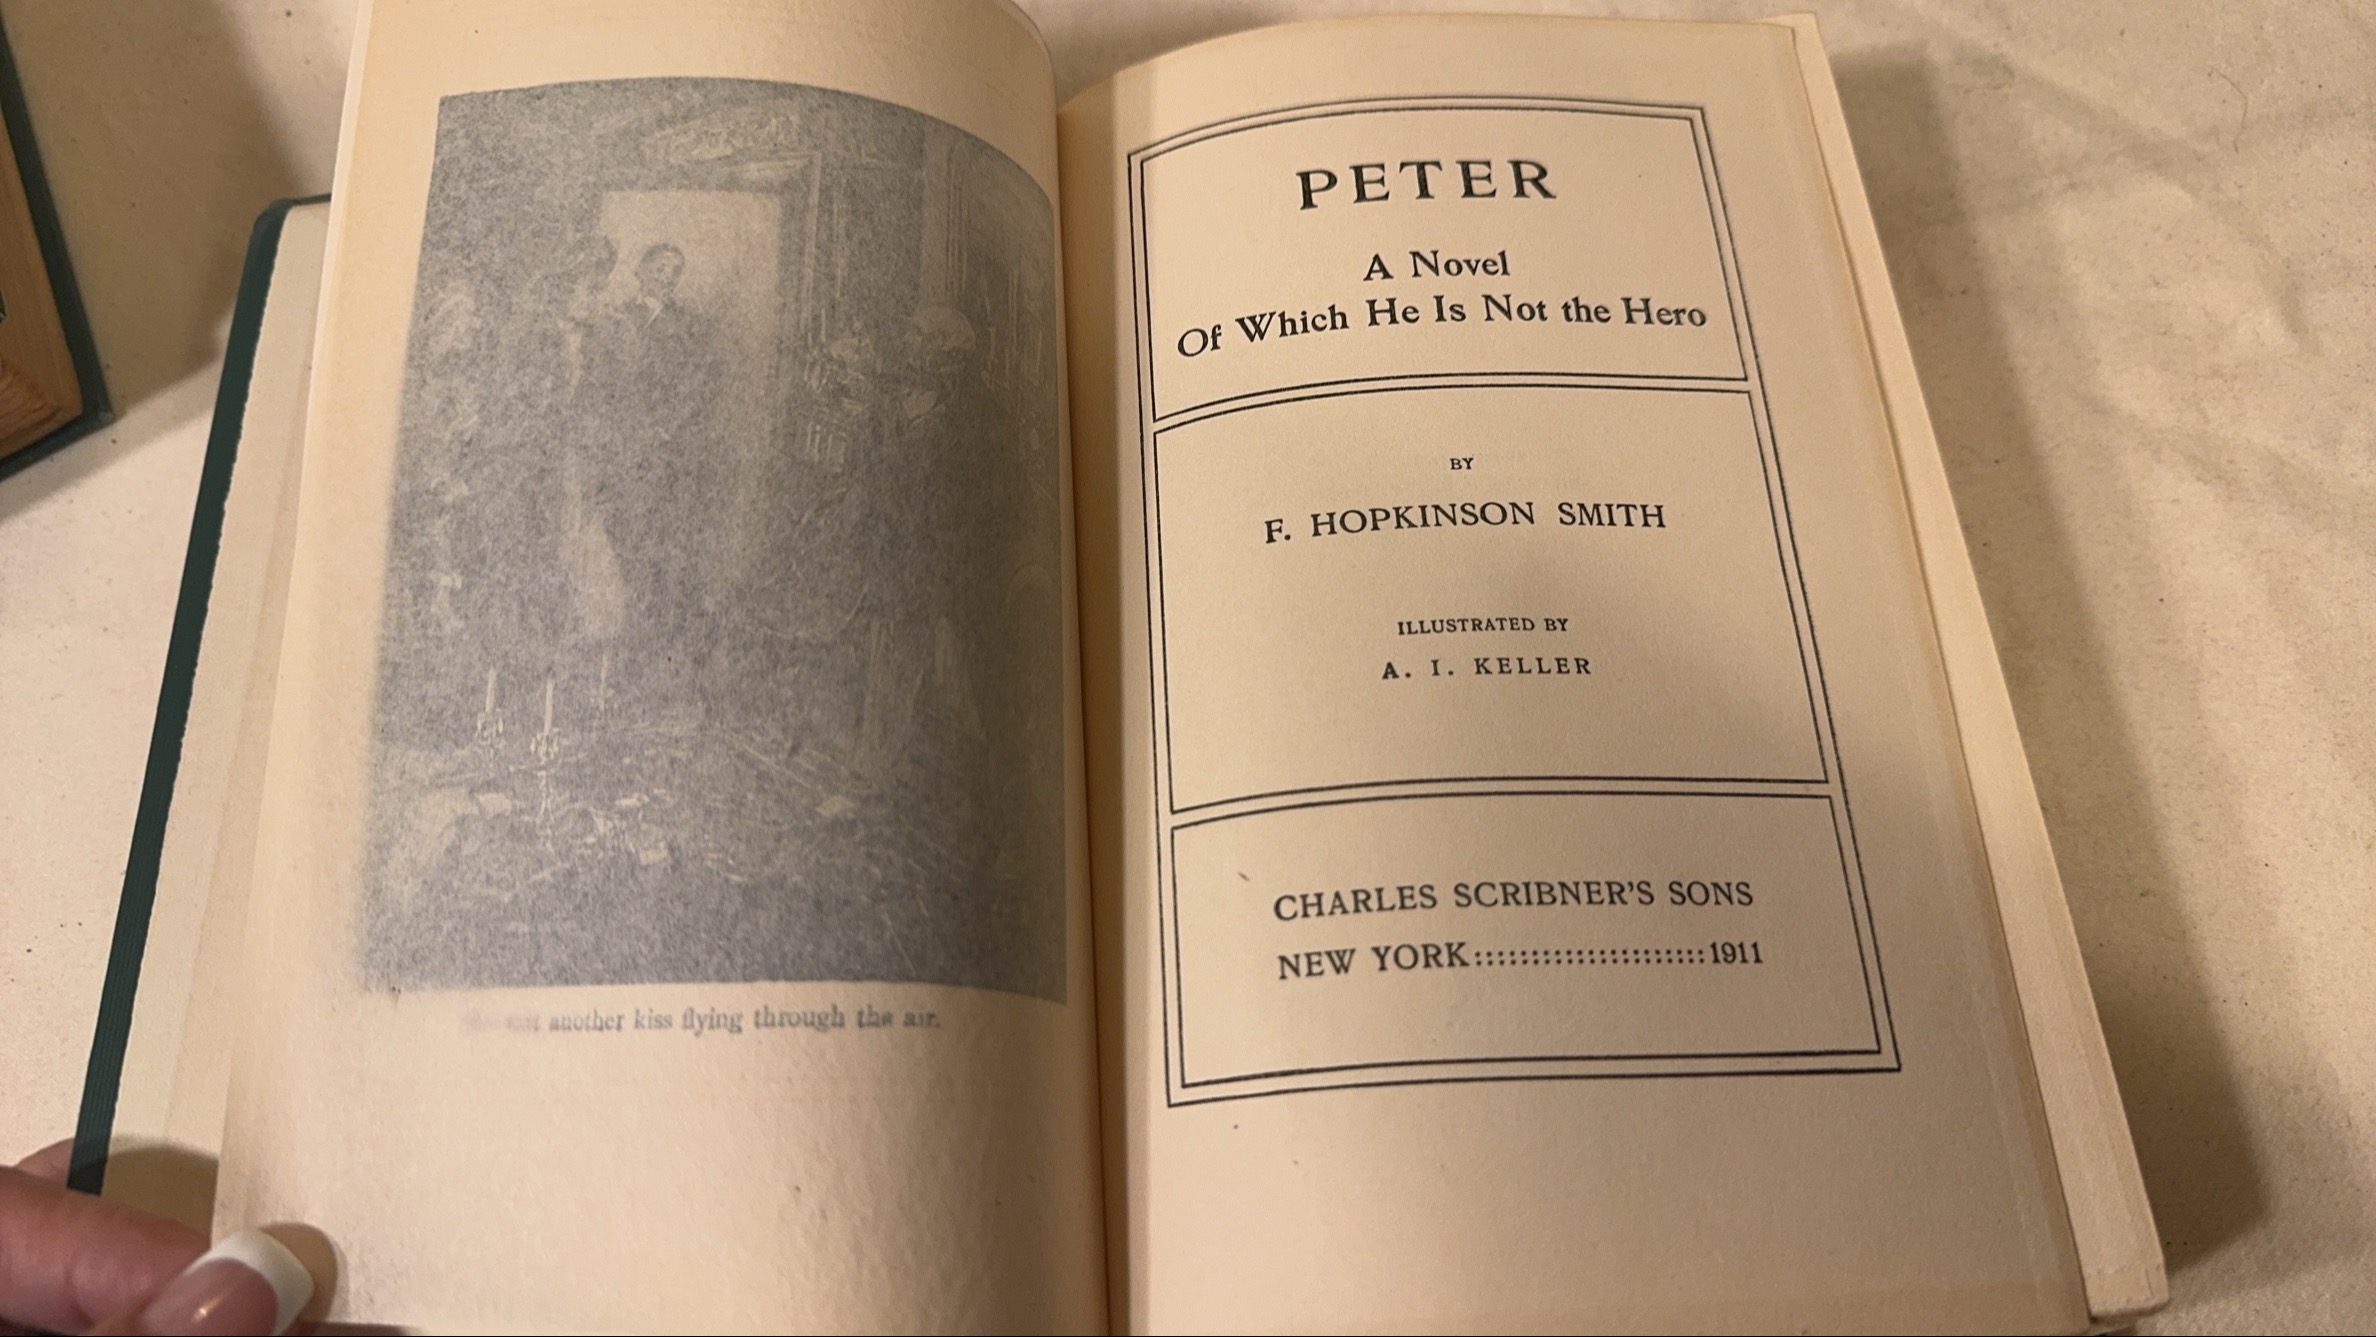 another kiss flying through the air.
PETER
A Novel
Of Which He Is Not the Hero
BY
F. HOPKINSON SMITH
ILLUSTRATED BY
A. I. KELLER
CHARLES SCRIBNER'S SONS
NEW YORK::::::::::::::::::::::1911